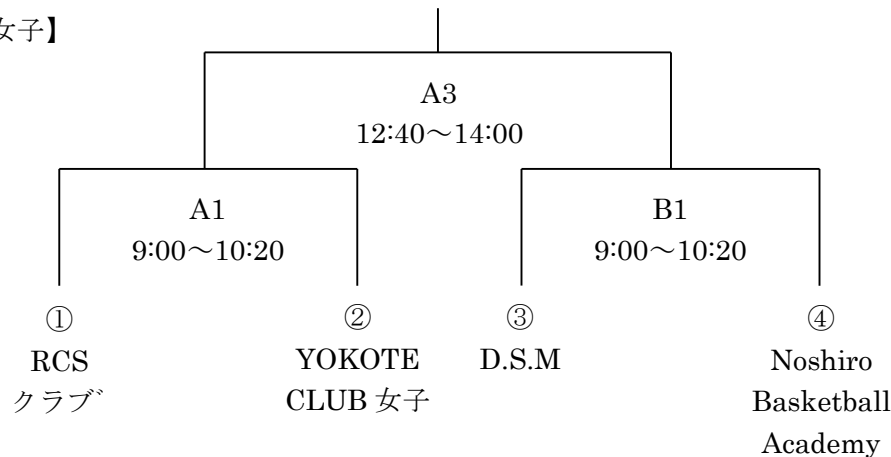 女子】
A3
12:40～14:00
A1
9:00～10:20
B1
9:00～10:20
①
②
③
④
RCS
クラブ゛
YOKOTE
CLUB 女子
D.S.M
Noshiro
Basketball
Academy